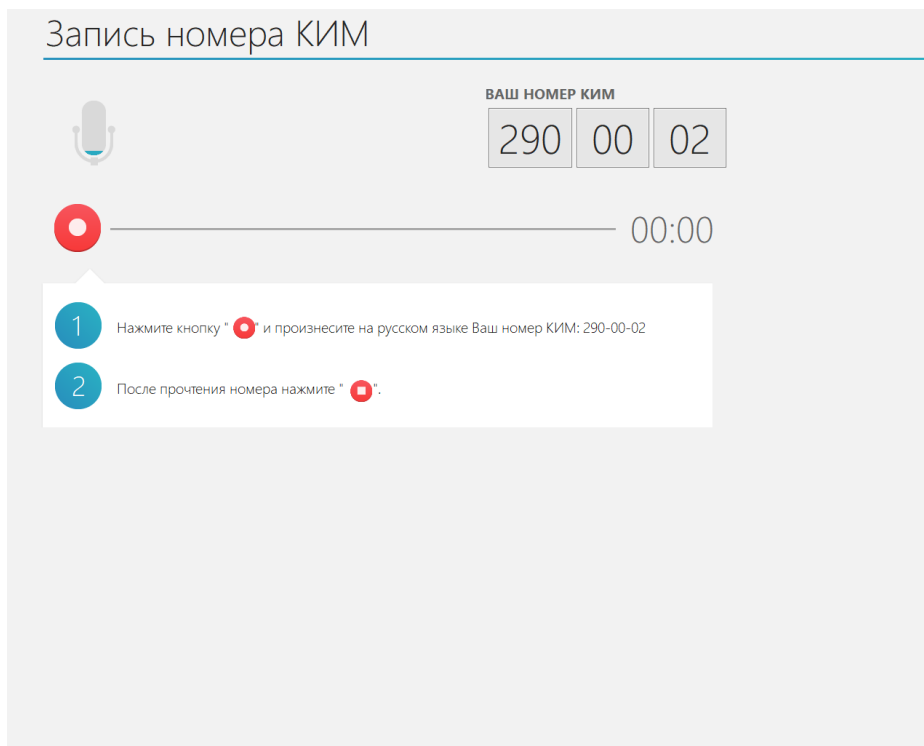 Запись номера КИМ
ВАШ НОМЕР КИМ
290 00 02
00:00
1 Нажмите кнопку " " и произнесите на русском языке Ваш номер КИМ: 290-00-02
2 После прочтения номера нажмите " ".